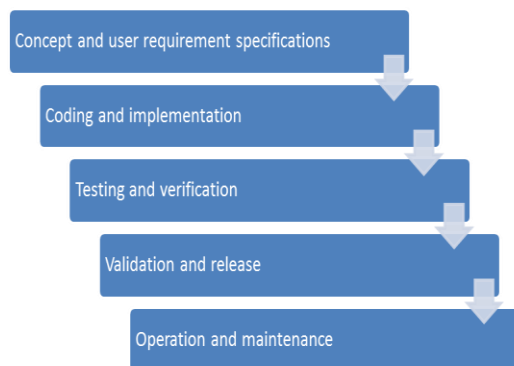 Concept and user requirement specifications
Coding and implementation
Testing and verification
Validation and release
Operation and maintenance